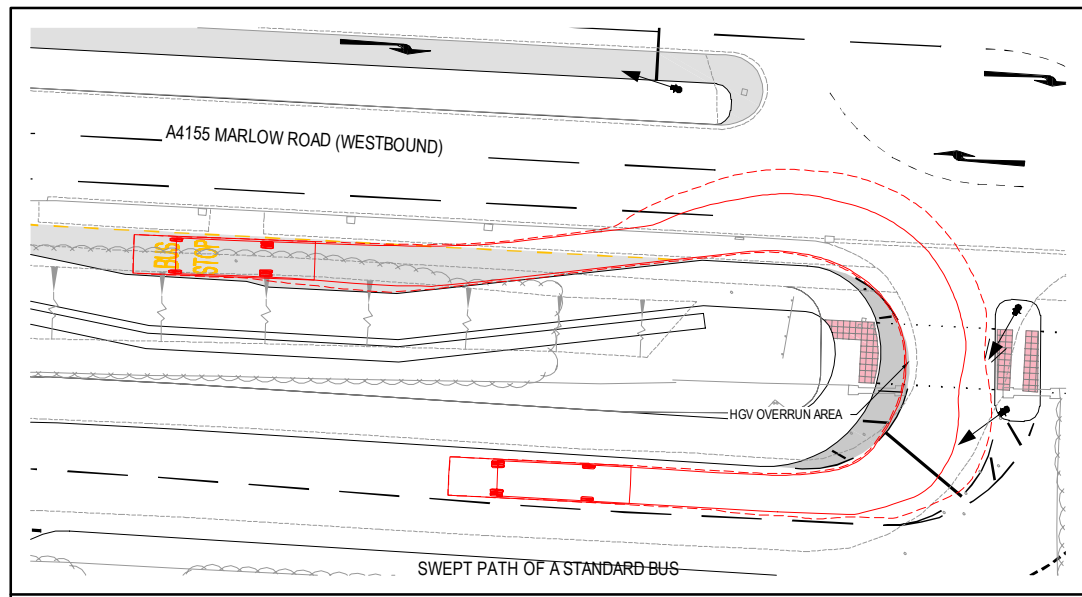 A4155 MARLOW ROAD (WESTBOUND)
BUS
STOP
HGV OVERRUN AREA
SWEPT PATH OF A STANDARD BUS